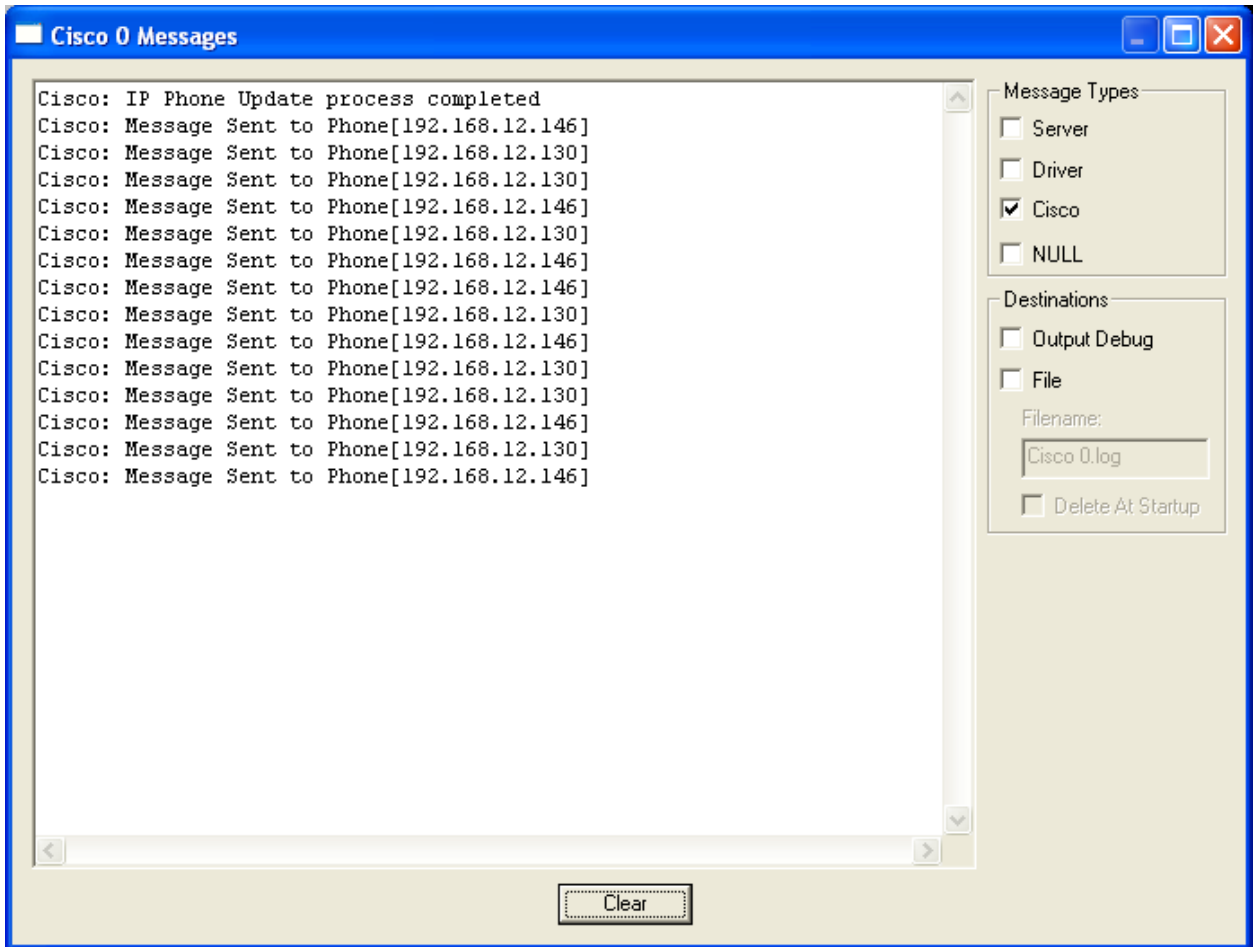 Cisco 0 Messages
Cisco: IP Phone Update process completed
Cisco: Message Sent to Phone[192.168.12.146]
Cisco: Message Sent to Phone[192.168.12.130]
Cisco: Message Sent to Phone[192.168.12.130]
Cisco: Message Sent to Phone[192.168.12.146]
Cisco: Message Sent to Phone[192.168.12.130]
Cisco: Message Sent to Phone[192.168.12.146]
Cisco: Message Sent to Phone[192.168.12.146]
Cisco: Message Sent to Phone[192.168.12.130]
Cisco: Message Sent to Phone[192.168.12.146]
Cisco: Message Sent to Phone[192.168.12.130]
Cisco: Message Sent to Phone[192.168.12.130]
Cisco: Message Sent to Phone[192.168.12.146]
Cisco: Message Sent to Phone[192.168.12.130]
Cisco: Message Sent to Phone[192.168.12.146]
Message Types
Server
Driver
Cisco
NULL
Destinations
Output Debug
File
Filename:
Cisco 0.log
Delete At Startup
Clear